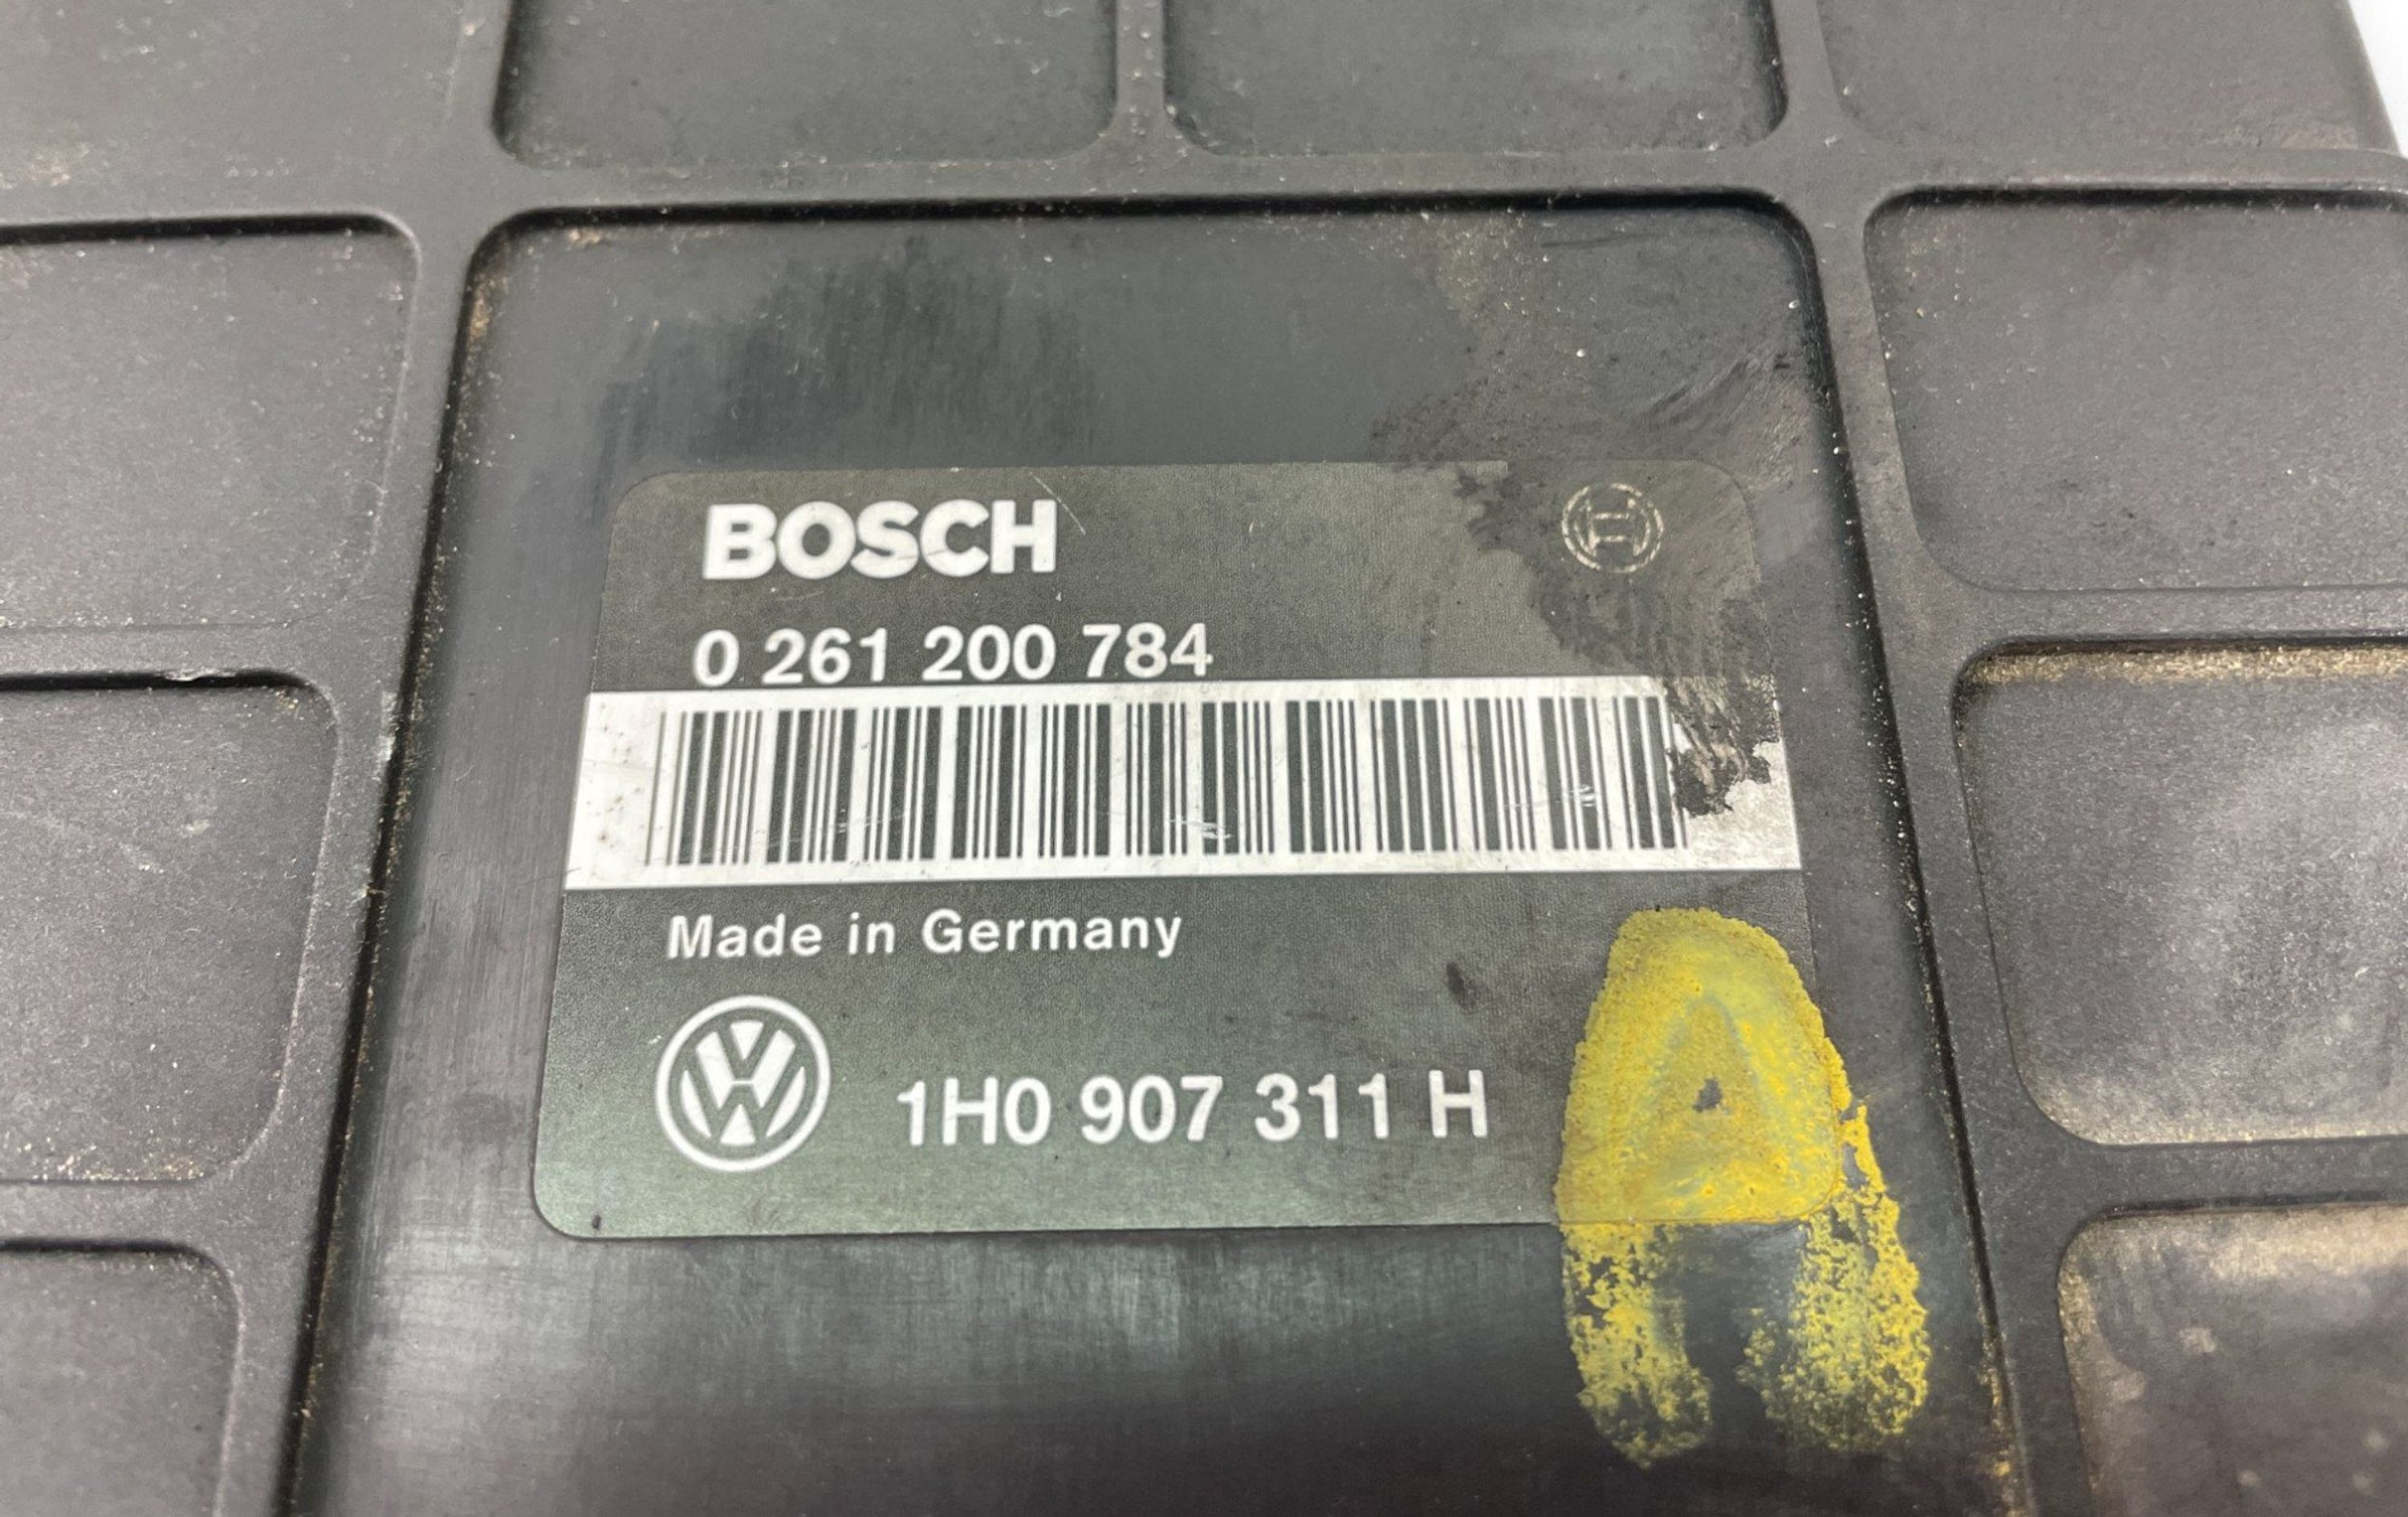 BOSCH
0 261 200 784
Made in Germany
1H0 907 311 H